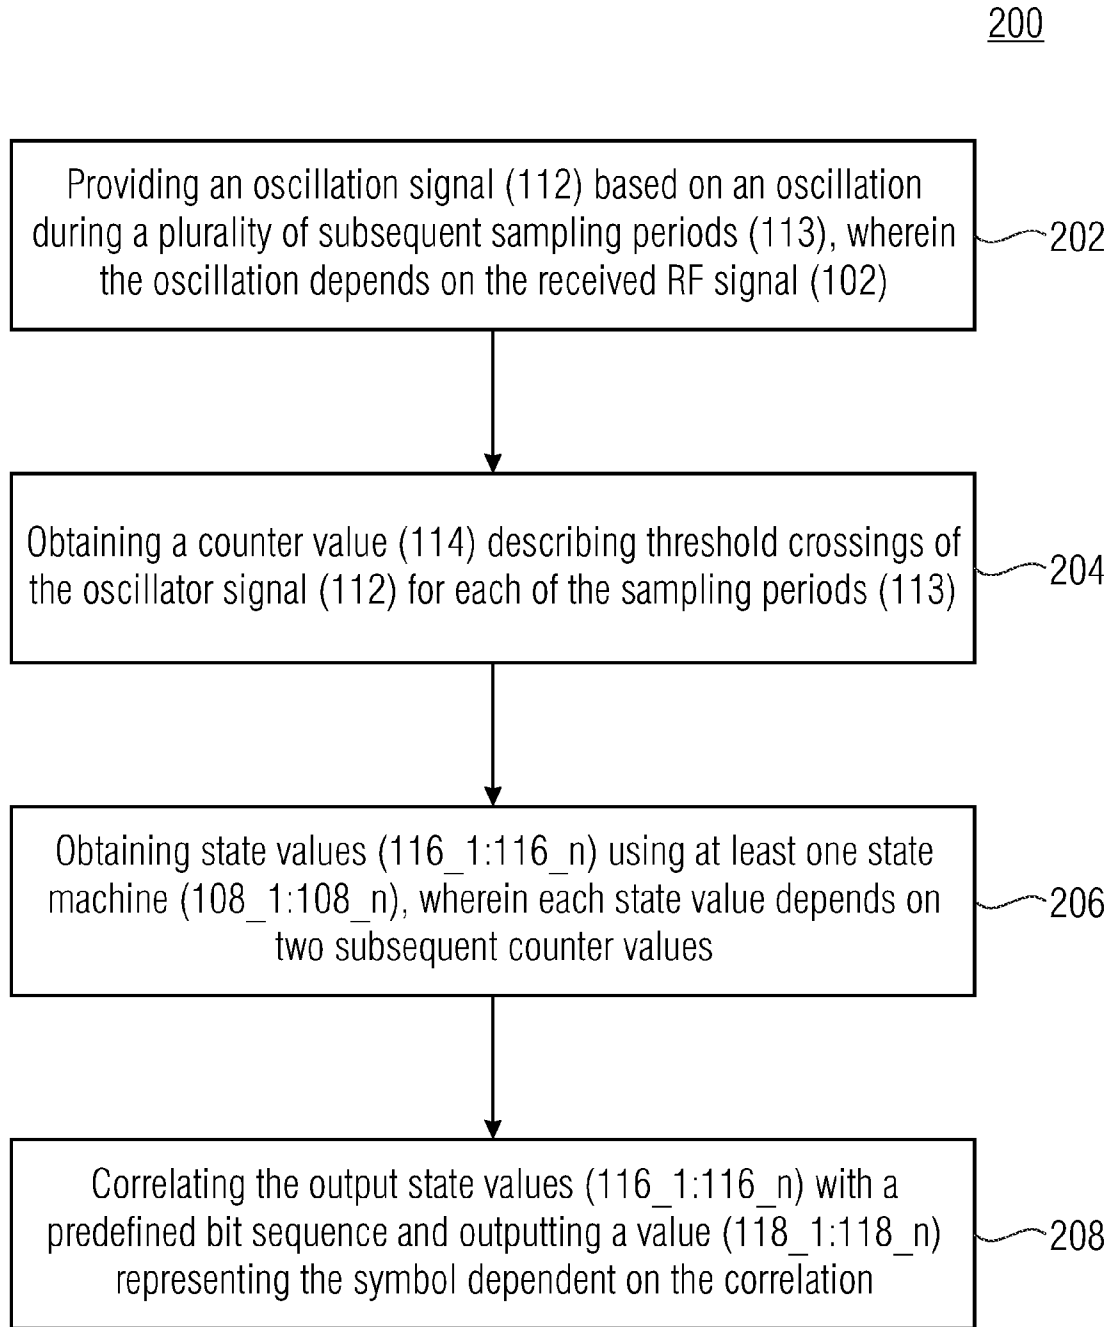 200
Providing an oscillation signal (112) based on an oscillation
during a plurality of subsequent sampling periods (113), wherein
the oscillation depends on the received RF signal (102)
202
Obtaining a counter value (114) describing threshold crossings of
the oscillator signal (112) for each of the sampling periods (113)
204
Obtaining state values (116_1:116_n) using at least one state
machine (108_1:108_n), wherein each state value depends on
two subsequent counter values
206
Correlating the output state values (116_1:116_n) with a
predefined bit sequence and outputting a value (118_1:118_n)
representing the symbol dependent on the correlation
208